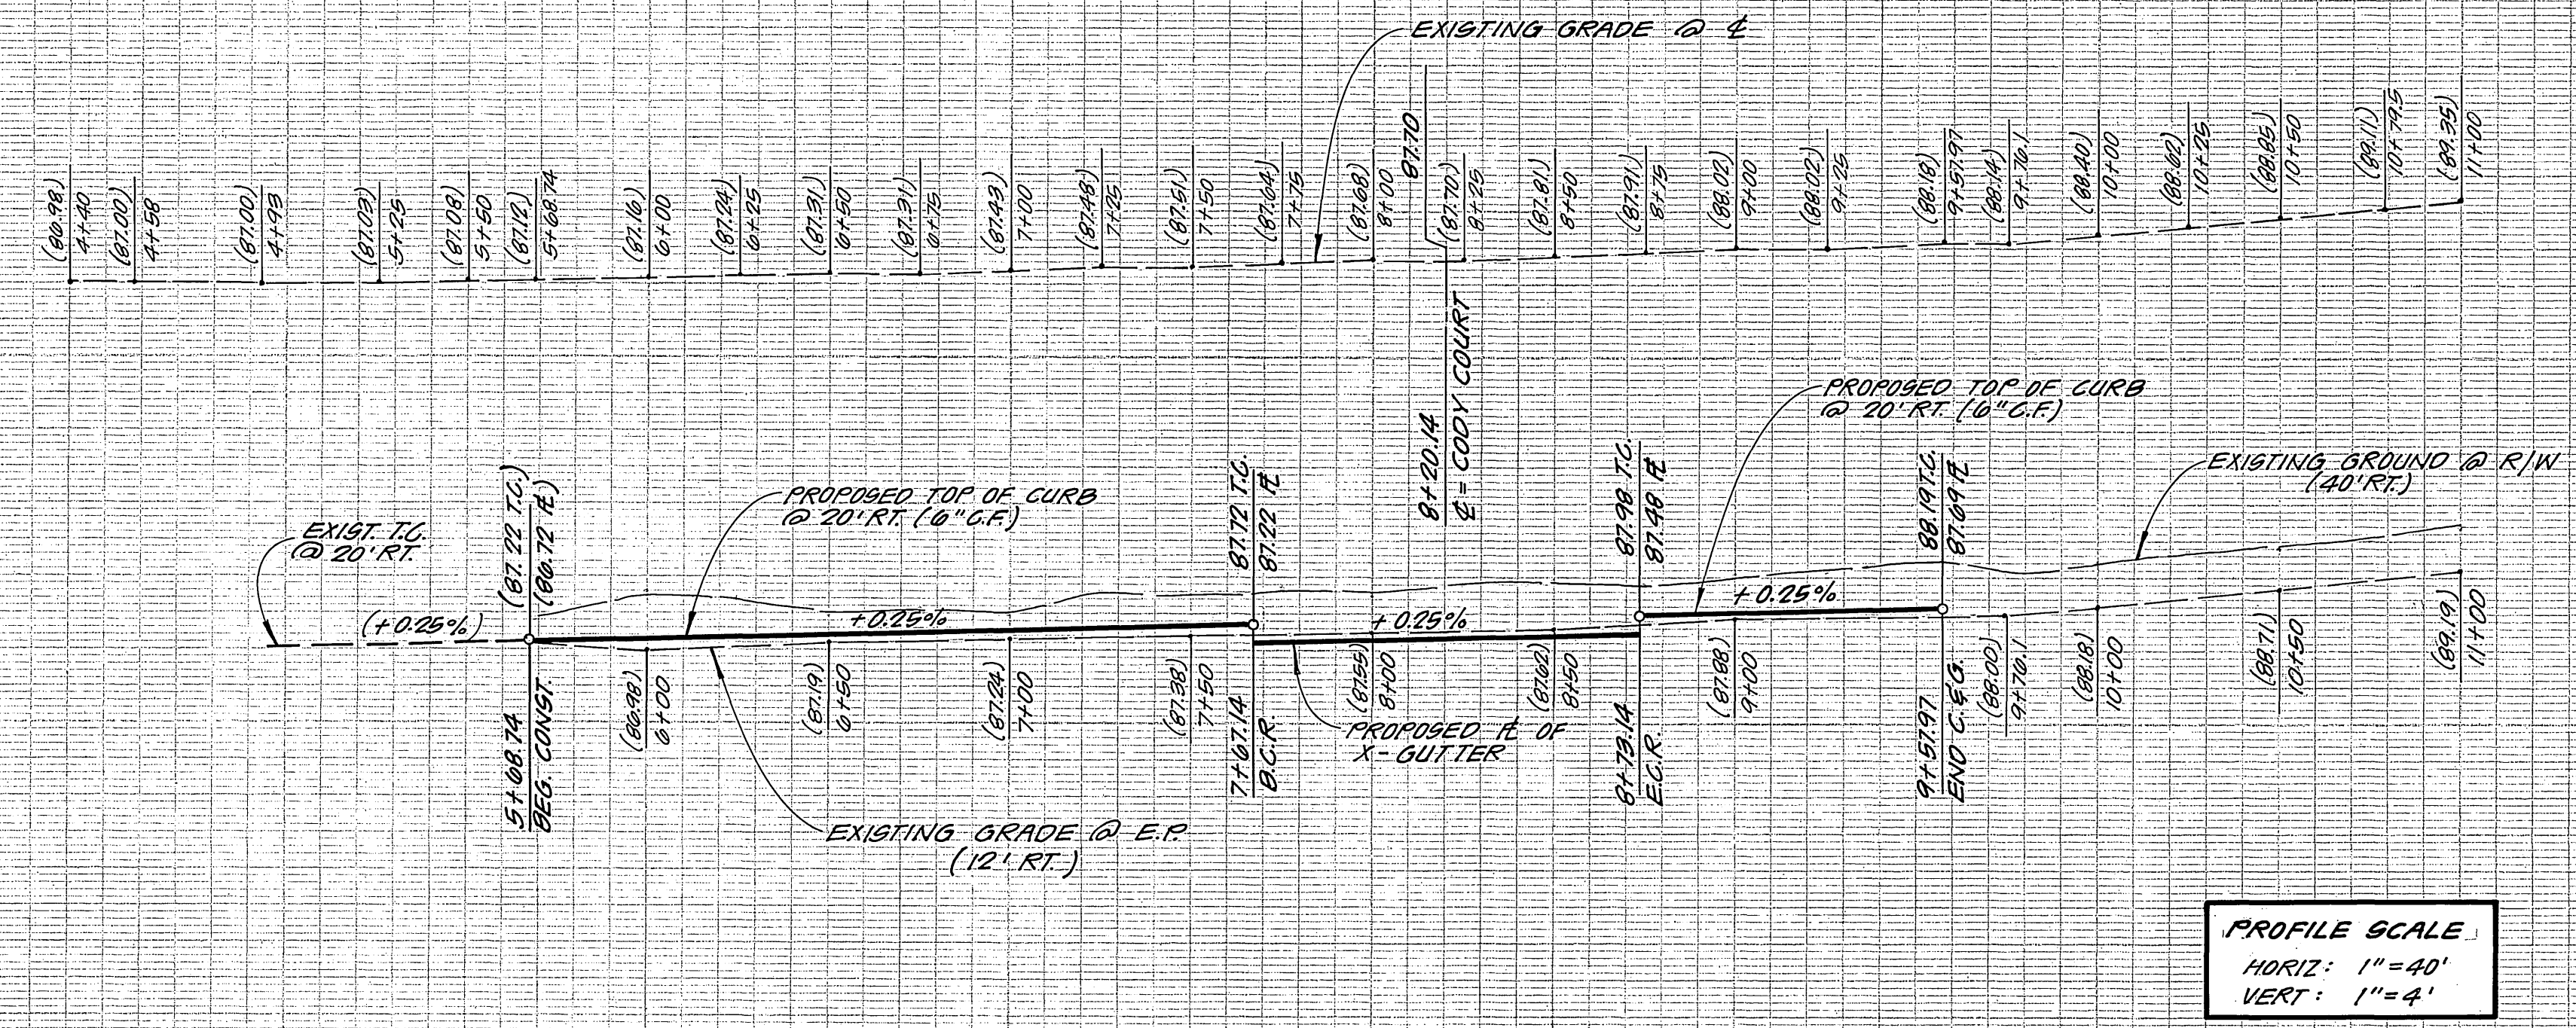 EXISTING GRADE @ ℄
(86.98)
4+40
(87.00)
4+58
(87.00)
4+93
(87.03)
5+25
(87.08)
5+50
(87.12)
5+68.74
(87.16)
6+00
(87.24)
6+25
(87.31)
6+50
(87.31)
6+75
(87.43)
7+00
(87.48)
7+25
(87.51)
7+50
(87.64)
7+75
(87.68)
8+00
87.70
(87.70)
8+25
(87.81)
8+50
(87.91)
8+75
(88.02)
9+00
(88.02)
9+25
(88.18)
9+57.97
(88.14)
9+76.1
(88.40)
10+00
(88.62)
10+25
(88.85)
10+50
(89.11)
10+79.5
(89.35)
11+00
8+20.14
℄ = CODY COURT
PROPOSED TOP OF CURB
@ 20' RT. (6" C.F.)
EXISTING GROUND @ R/W
(40' RT.)
EXIST. T.C.
@ 20' RT.
(87.22 T.C.)
(86.72 FL)
PROPOSED TOP OF CURB
@ 20' RT. (6" C.F.)
87.72 T.C.
87.22 FL
87.98 T.C.
87.48 FL
88.19 T.C.
87.69 FL
(+0.25%)
+0.25%
+0.25%
+0.25%
5+68.74
BEG. CONST.
(86.98)
6+00
(87.19)
6+50
(87.24)
7+00
(87.38)
7+50
7+67.14
B.C.R.
(87.55)
8+00
(87.62)
8+50
8+73.14
E.C.R.
(87.88)
9+00
9+57.97
END C.&G.
(88.00)
9+76.1
(88.18)
10+00
(88.71)
10+50
(89.19)
11+00
PROPOSED FL OF
X-GUTTER
EXISTING GRADE @ E.P.
(12' RT.)
PROFILE SCALE
HORIZ: 1"=40'
VERT: 1"=4'